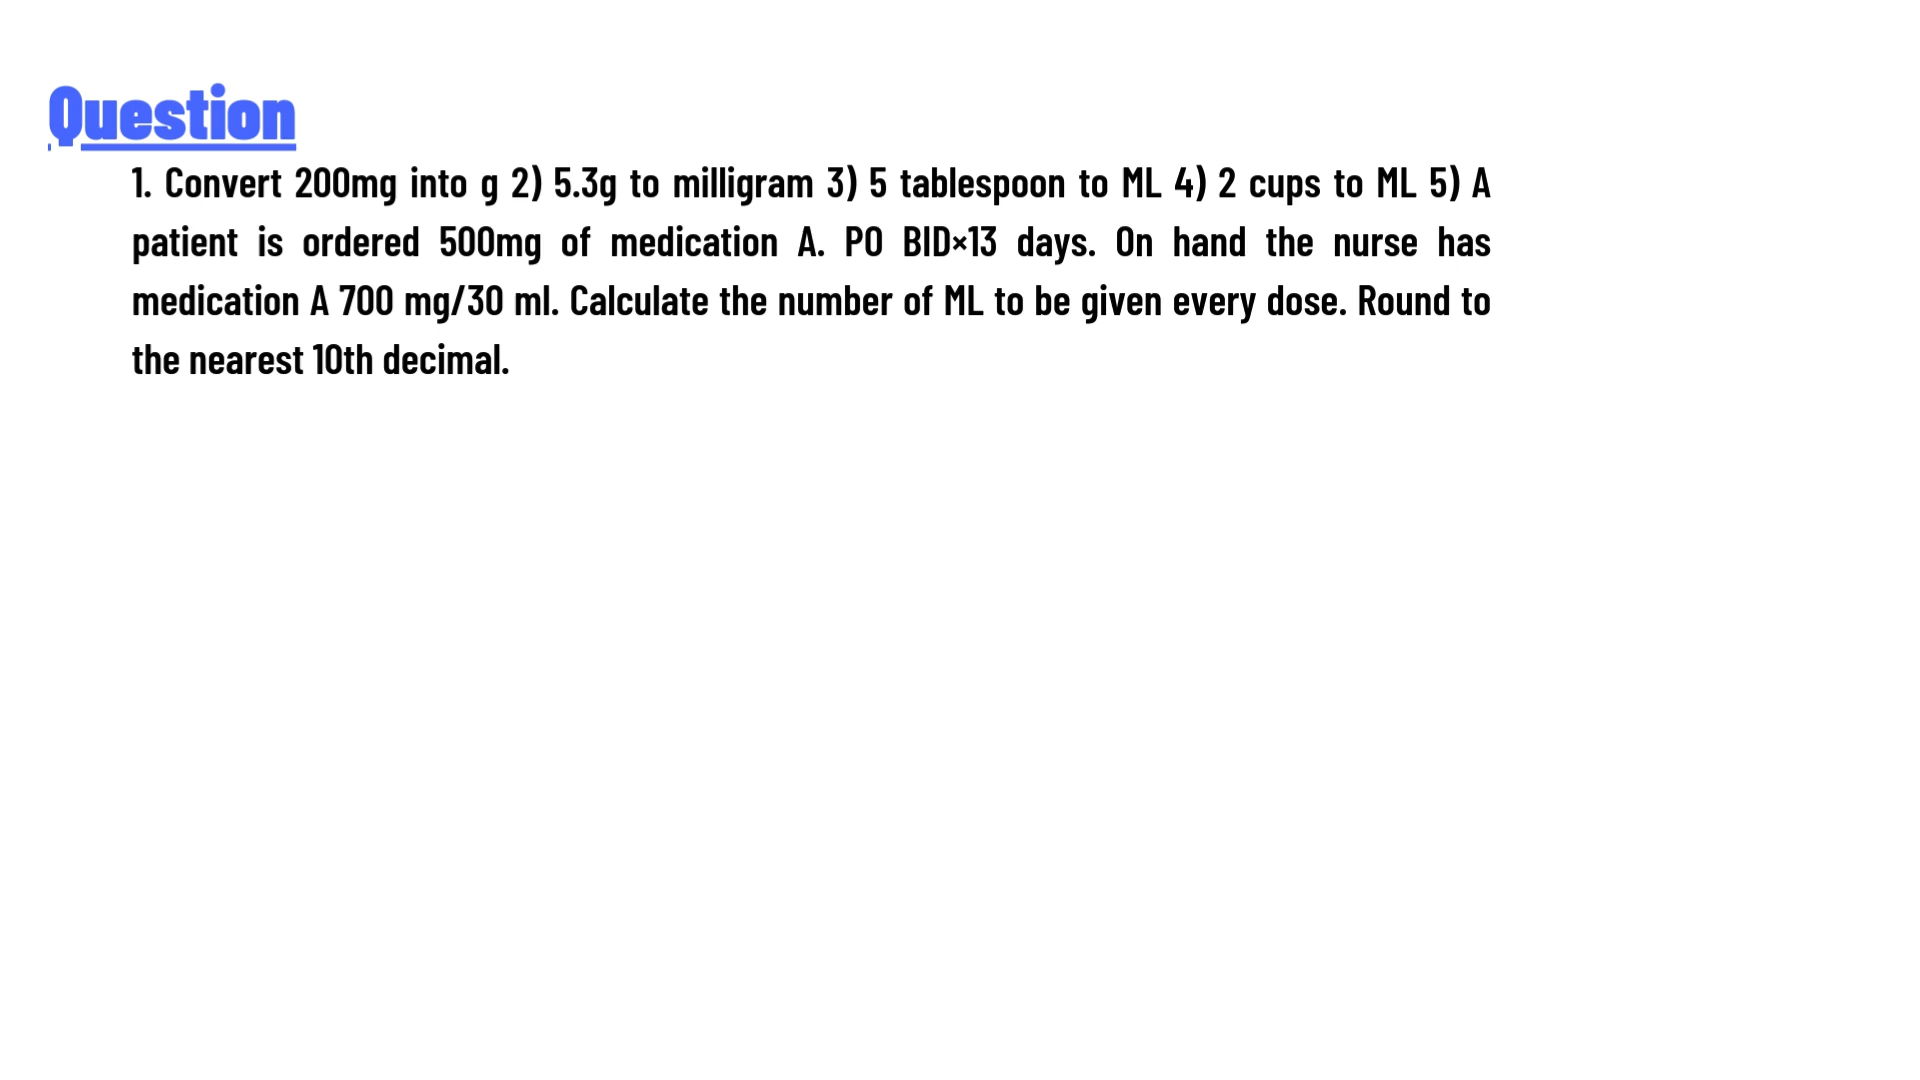 Question
1. Convert 200mg into g 2) 5.3g to milligram 3) 5 tablespoon to ML 4) 2 cups to ML 5) A
patient is ordered 500mg of medication A. PO BID×13 days. On hand the nurse has
medication A 700 mg/30 ml. Calculate the number of ML to be given every dose. Round to
the nearest 10th decimal.